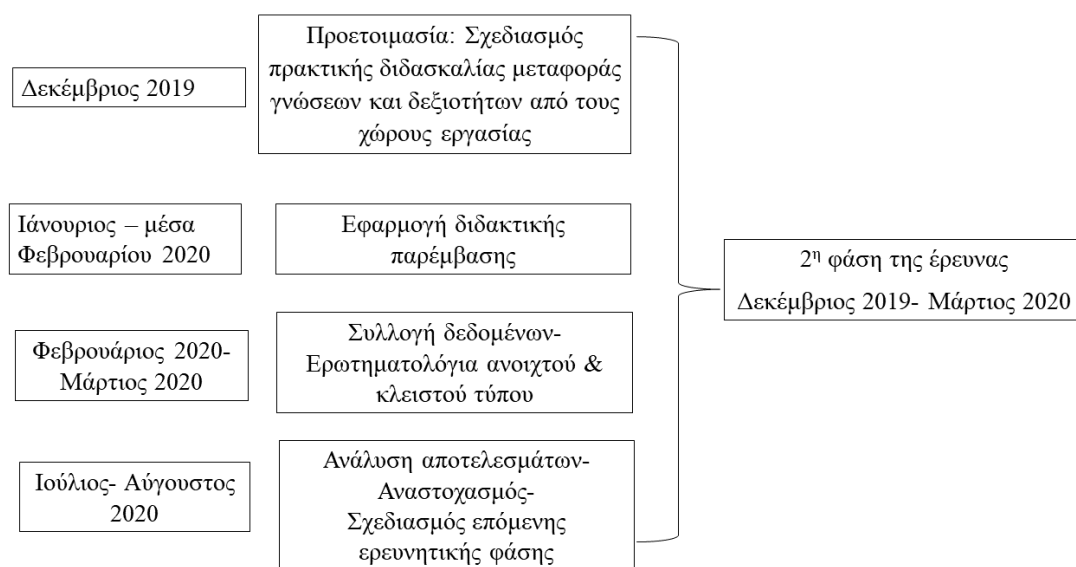 Δεκέμβριος 2019
Προετοιμασία: Σχεδιασμός
πρακτικής διδασκαλίας μεταφοράς
γνώσεων και δεξιοτήτων από τους
χώρους εργασίας
Ιάνουριος – μέσα
Φεβρουαρίου 2020
Εφαρμογή διδακτικής
παρέμβασης
Φεβρουάριος 2020-
Μάρτιος 2020
Συλλογή δεδομένων-
Ερωτηματολόγια ανοιχτού &
κλειστού τύπου
Ιούλιος- Αύγουστος
2020
Ανάλυση αποτελεσμάτων-
Αναστοχασμός-
Σχεδιασμός επόμενης
ερευνητικής φάσης
2η φάση της έρευνας
Δεκέμβριος 2019- Μάρτιος 2020